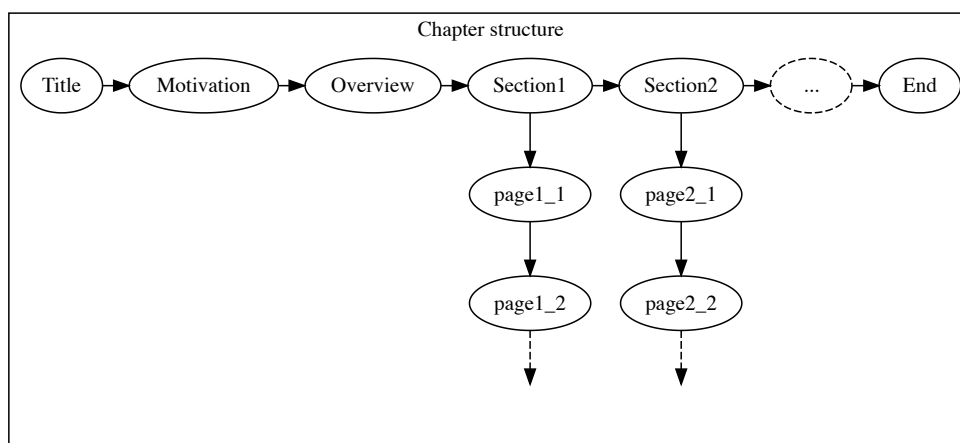 Chapter structure
Title
Motivation
Overview
Section1
Section2
...
End
page1_1
page2_1
page1_2
page2_2